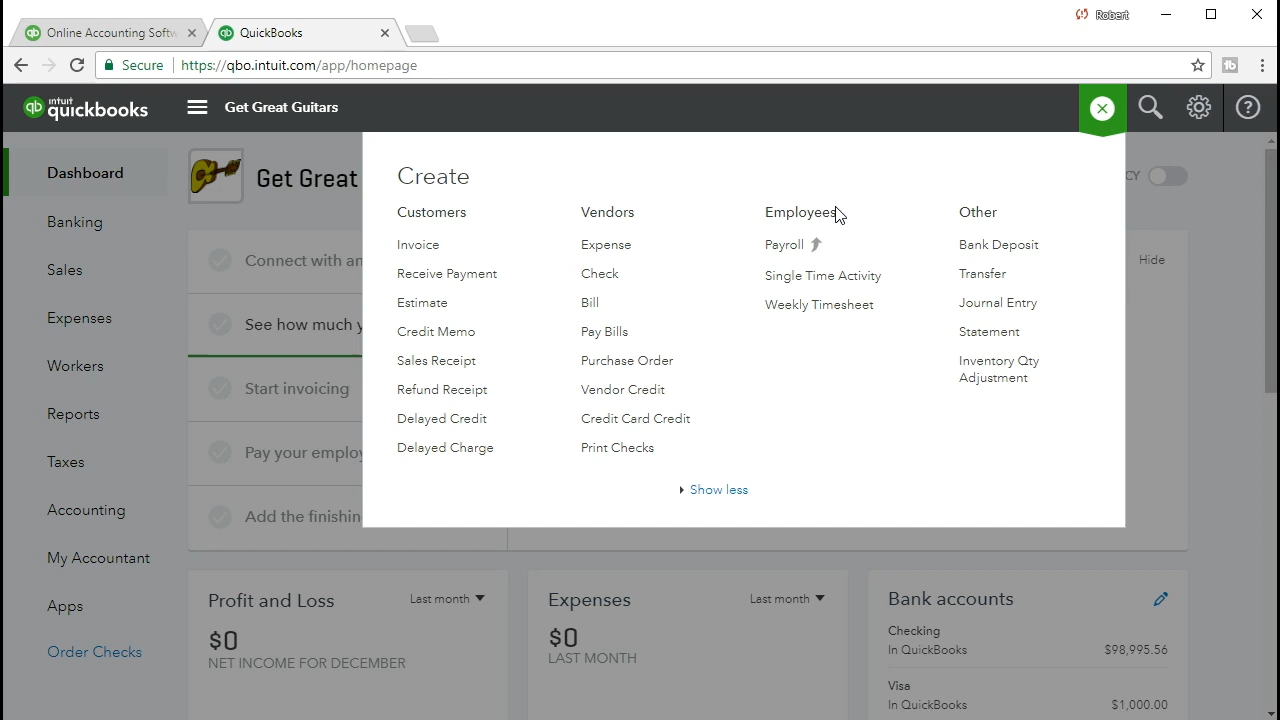 Robert
Online Accounting Softw
QuickBooks
Secure
https://qbo.intuit.com/app/homepage
qb intuit quickbooks
Get Great Guitars
Dashboard
Banking
Sales
Expenses
Workers
Reports
Taxes
Accounting
My Accountant
Apps
Order Checks
Get Great
CY
Create
Customers
Invoice
Receive Payment
Estimate
Credit Memo
Sales Receipt
Refund Receipt
Delayed Credit
Delayed Charge
Vendors
Expense
Check
Bill
Pay Bills
Purchase Order
Vendor Credit
Credit Card Credit
Print Checks
Employees
Payroll
Single Time Activity
Weekly Timesheet
Other
Bank Deposit
Transfer
Journal Entry
Statement
Inventory Qty
Adjustment
Show less
Connect with an
See how much y
Start invoicing
Pay your employ
Add the finishin
Hide
Profit and Loss
Last month
$0
NET INCOME FOR DECEMBER
Expenses
Last month
$0
LAST MONTH
Bank accounts
Checking
In QuickBooks
$98,995.56
Visa
In QuickBooks
$1,000.00